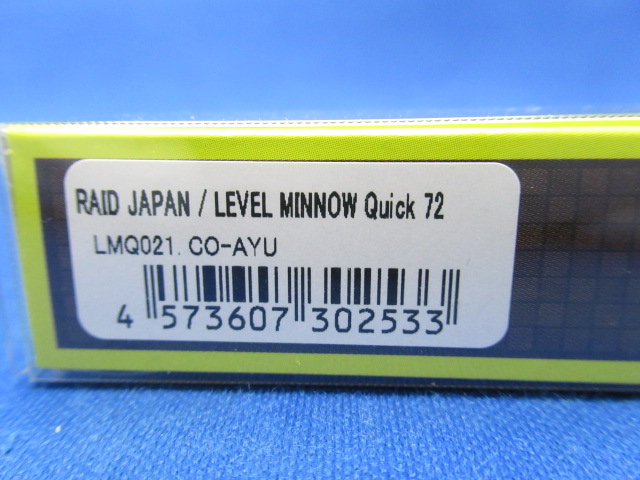 RAID JAPAN / LEVEL MINNOW Quick 72
LMQ021. CO-AYU
4 573607 302533